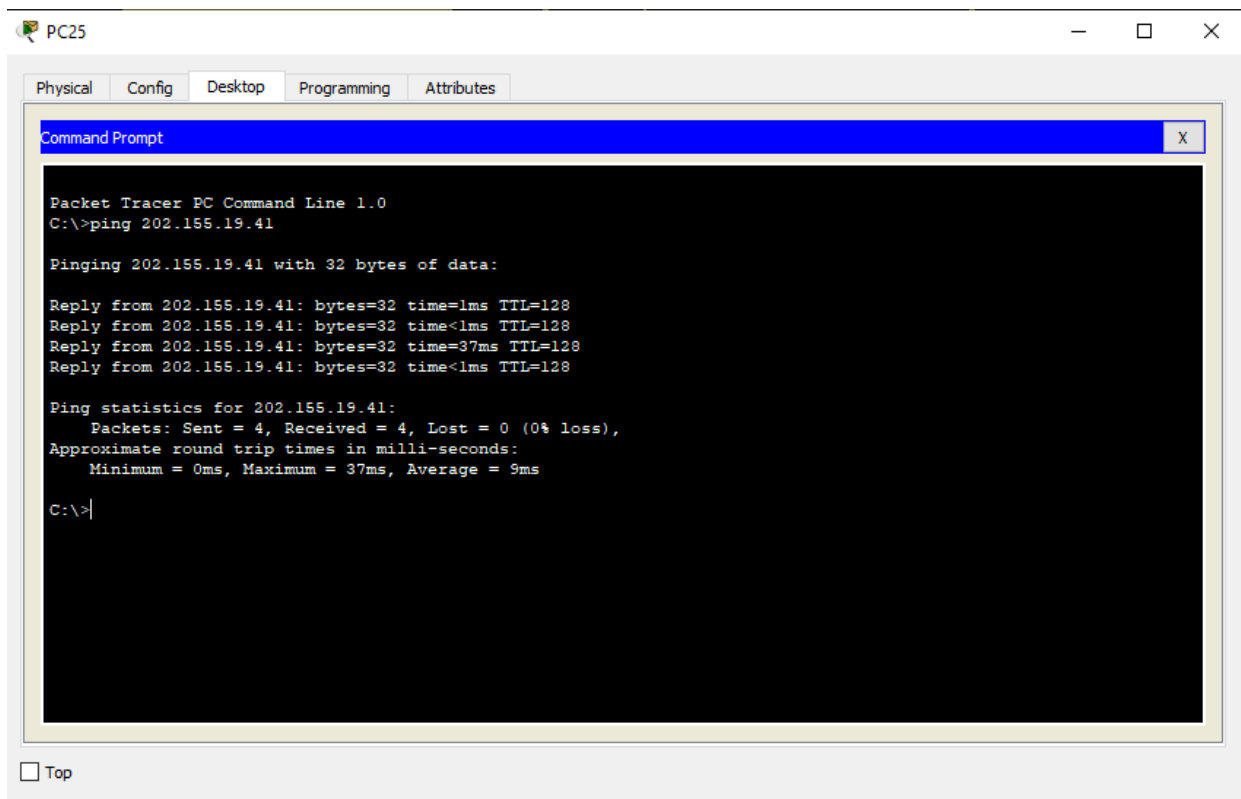 PC25
Physical Config Desktop Programming Attributes
Command Prompt X
Packet Tracer PC Command Line 1.0
C:\>ping 202.155.19.41
Pinging 202.155.19.41 with 32 bytes of data:
Reply from 202.155.19.41: bytes=32 time=1ms TTL=128
Reply from 202.155.19.41: bytes=32 time<1ms TTL=128
Reply from 202.155.19.41: bytes=32 time=37ms TTL=128
Reply from 202.155.19.41: bytes=32 time<1ms TTL=128
Ping statistics for 202.155.19.41:
Packets: Sent = 4, Received = 4, Lost = 0 (0% loss),
Approximate round trip times in milli-seconds:
Minimum = 0ms, Maximum = 37ms, Average = 9ms
C:\>
Top